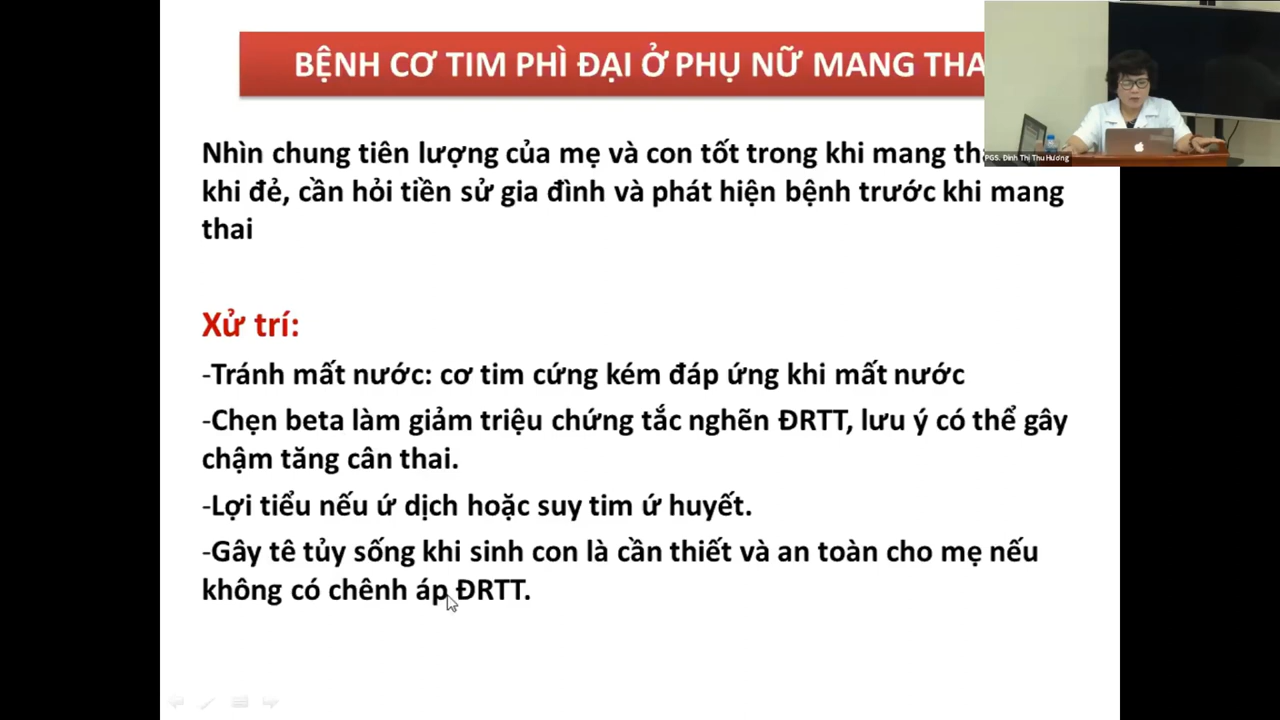 BỆNH CƠ TIM PHÌ ĐẠI Ở PHỤ NỮ MANG
PGS. Đinh Thị Thu Hương
Nhìn chung tiên lượng của mẹ và con tốt trong khi mang
khi đẻ, cần hỏi tiền sử gia đình và phát hiện bệnh trước khi mang
thai
Xử trí:
-Tránh mất nước: cơ tim cứng kém đáp ứng khi mất nước
-Chẹn beta làm giảm triệu chứng tắc nghẽn ĐRTT, lưu ý có thể gây
chậm tăng cân thai.
-Lợi tiểu nếu ứ dịch hoặc suy tim ứ huyết.
-Gây tê tủy sống khi sinh con là cần thiết và an toàn cho mẹ nếu
không có chênh áp ĐRTT.